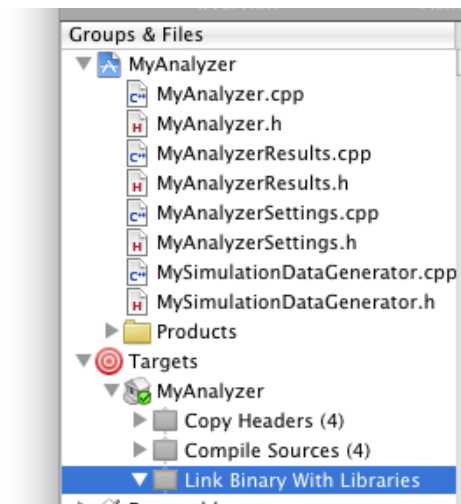 Groups & Files
MyAnalyzer
MyAnalyzer.cpp
MyAnalyzer.h
MyAnalyzerResults.cpp
MyAnalyzerResults.h
MyAnalyzerSettings.cpp
MyAnalyzerSettings.h
MySimulationDataGenerator.cpp
MySimulationDataGenerator.h
Products
Targets
MyAnalyzer
Copy Headers (4)
Compile Sources (4)
Link Binary With Libraries